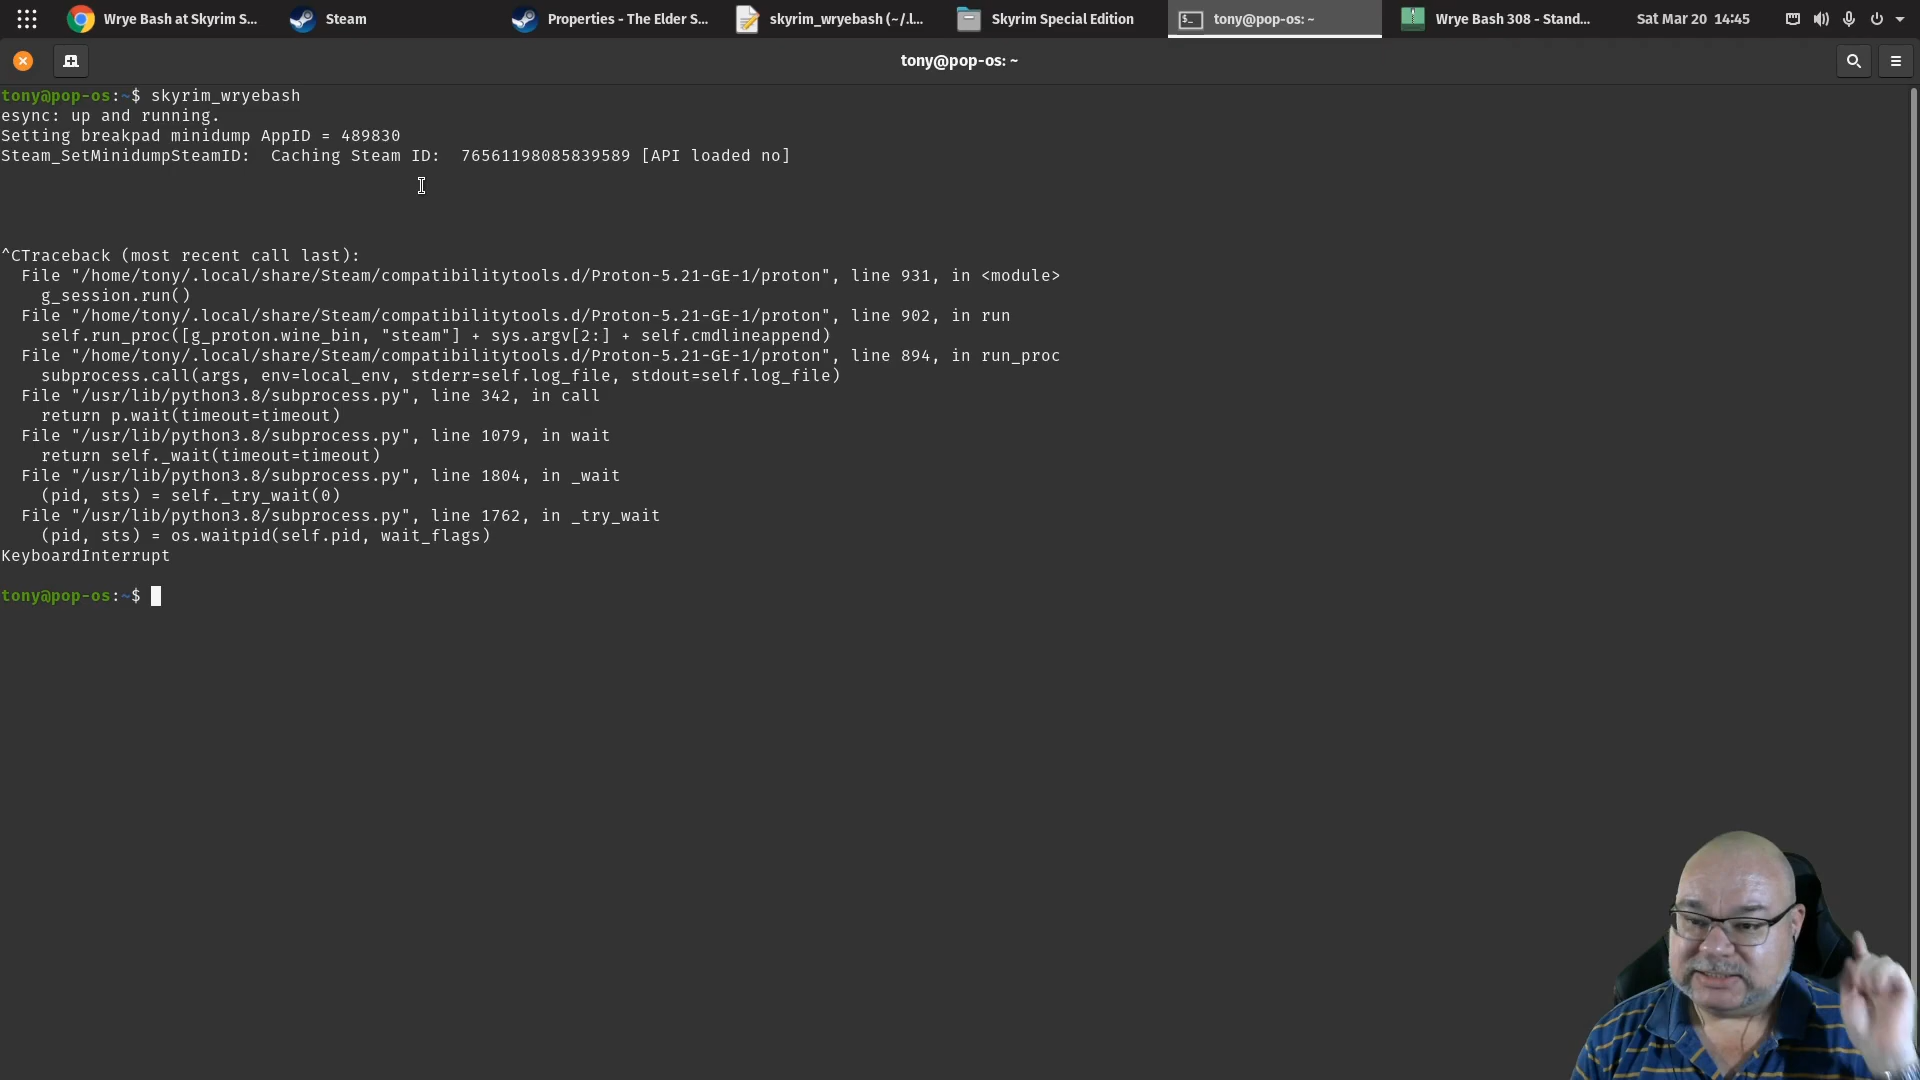 Wrye Bash at Skyrim S...
Steam
Properties - The Elder S...
skyrim_wryebash (~/.l...
Skyrim Special Edition
tony@pop-os: ~
Wrye Bash 308 - Stand...
Sat Mar 20 14:45
tony@pop-os: ~
tony@pop-os:~$ skyrim_wryebash
esync: up and running.
Setting breakpad minidump AppID = 489830
Steam_SetMinidumpSteamID:  Caching Steam ID:  76561198085839589 [API loaded no]
^CTraceback (most recent call last):
  File "/home/tony/.local/share/Steam/compatibilitytools.d/Proton-5.21-GE-1/proton", line 931, in <module>
    g_session.run()
  File "/home/tony/.local/share/Steam/compatibilitytools.d/Proton-5.21-GE-1/proton", line 902, in run
    self.run_proc([g_proton.wine_bin, "steam"] + sys.argv[2:] + self.cmdlineappend)
  File "/home/tony/.local/share/Steam/compatibilitytools.d/Proton-5.21-GE-1/proton", line 894, in run_proc
    subprocess.call(args, env=local_env, stderr=self.log_file, stdout=self.log_file)
  File "/usr/lib/python3.8/subprocess.py", line 342, in call
    return p.wait(timeout=timeout)
  File "/usr/lib/python3.8/subprocess.py", line 1079, in wait
    return self._wait(timeout=timeout)
  File "/usr/lib/python3.8/subprocess.py", line 1804, in _wait
    (pid, sts) = self._try_wait(0)
  File "/usr/lib/python3.8/subprocess.py", line 1762, in _try_wait
    (pid, sts) = os.waitpid(self.pid, wait_flags)
KeyboardInterrupt
tony@pop-os:~$